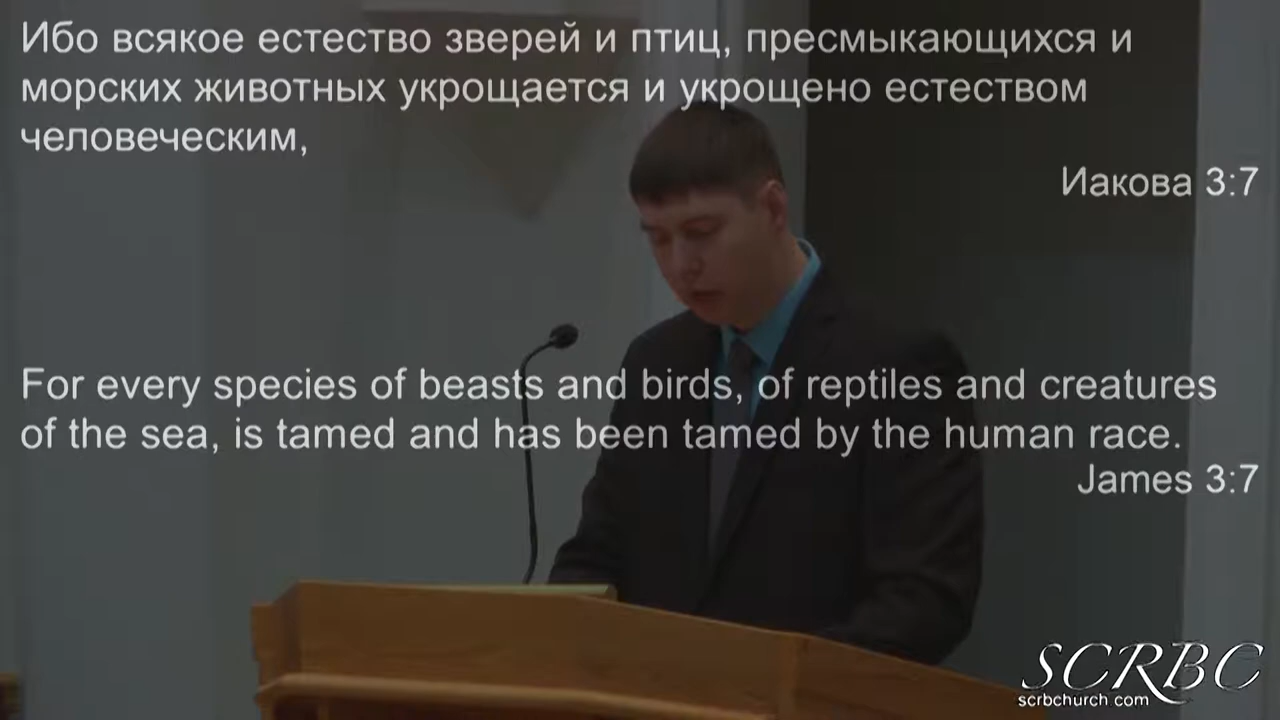 Ибо всякое естество зверей и птиц, пресмыкающихся и
морских животных укрощается и укрощено естеством
человеческим,
Иакова 3:7
For every species of beasts and birds, of reptiles and creatures
of the sea, is tamed and has been tamed by the human race.
James 3:7
SCRBC
scrbchurch.com